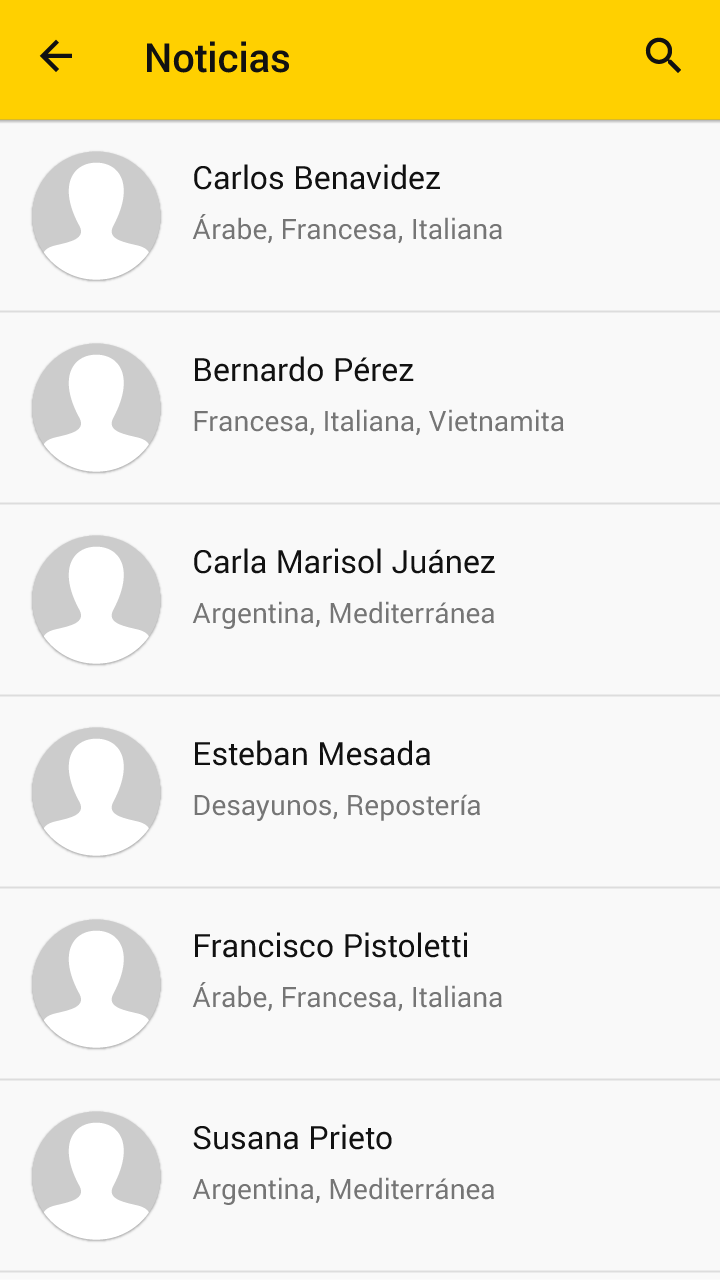 Noticias
Carlos Benavidez
Árabe, Francesa, Italiana
Bernardo Pérez
Francesa, Italiana, Vietnamita
Carla Marisol Juánez
Argentina, Mediterránea
Esteban Mesada
Desayunos, Repostería
Francisco Pistoletti
Árabe, Francesa, Italiana
Susana Prieto
Argentina, Mediterránea